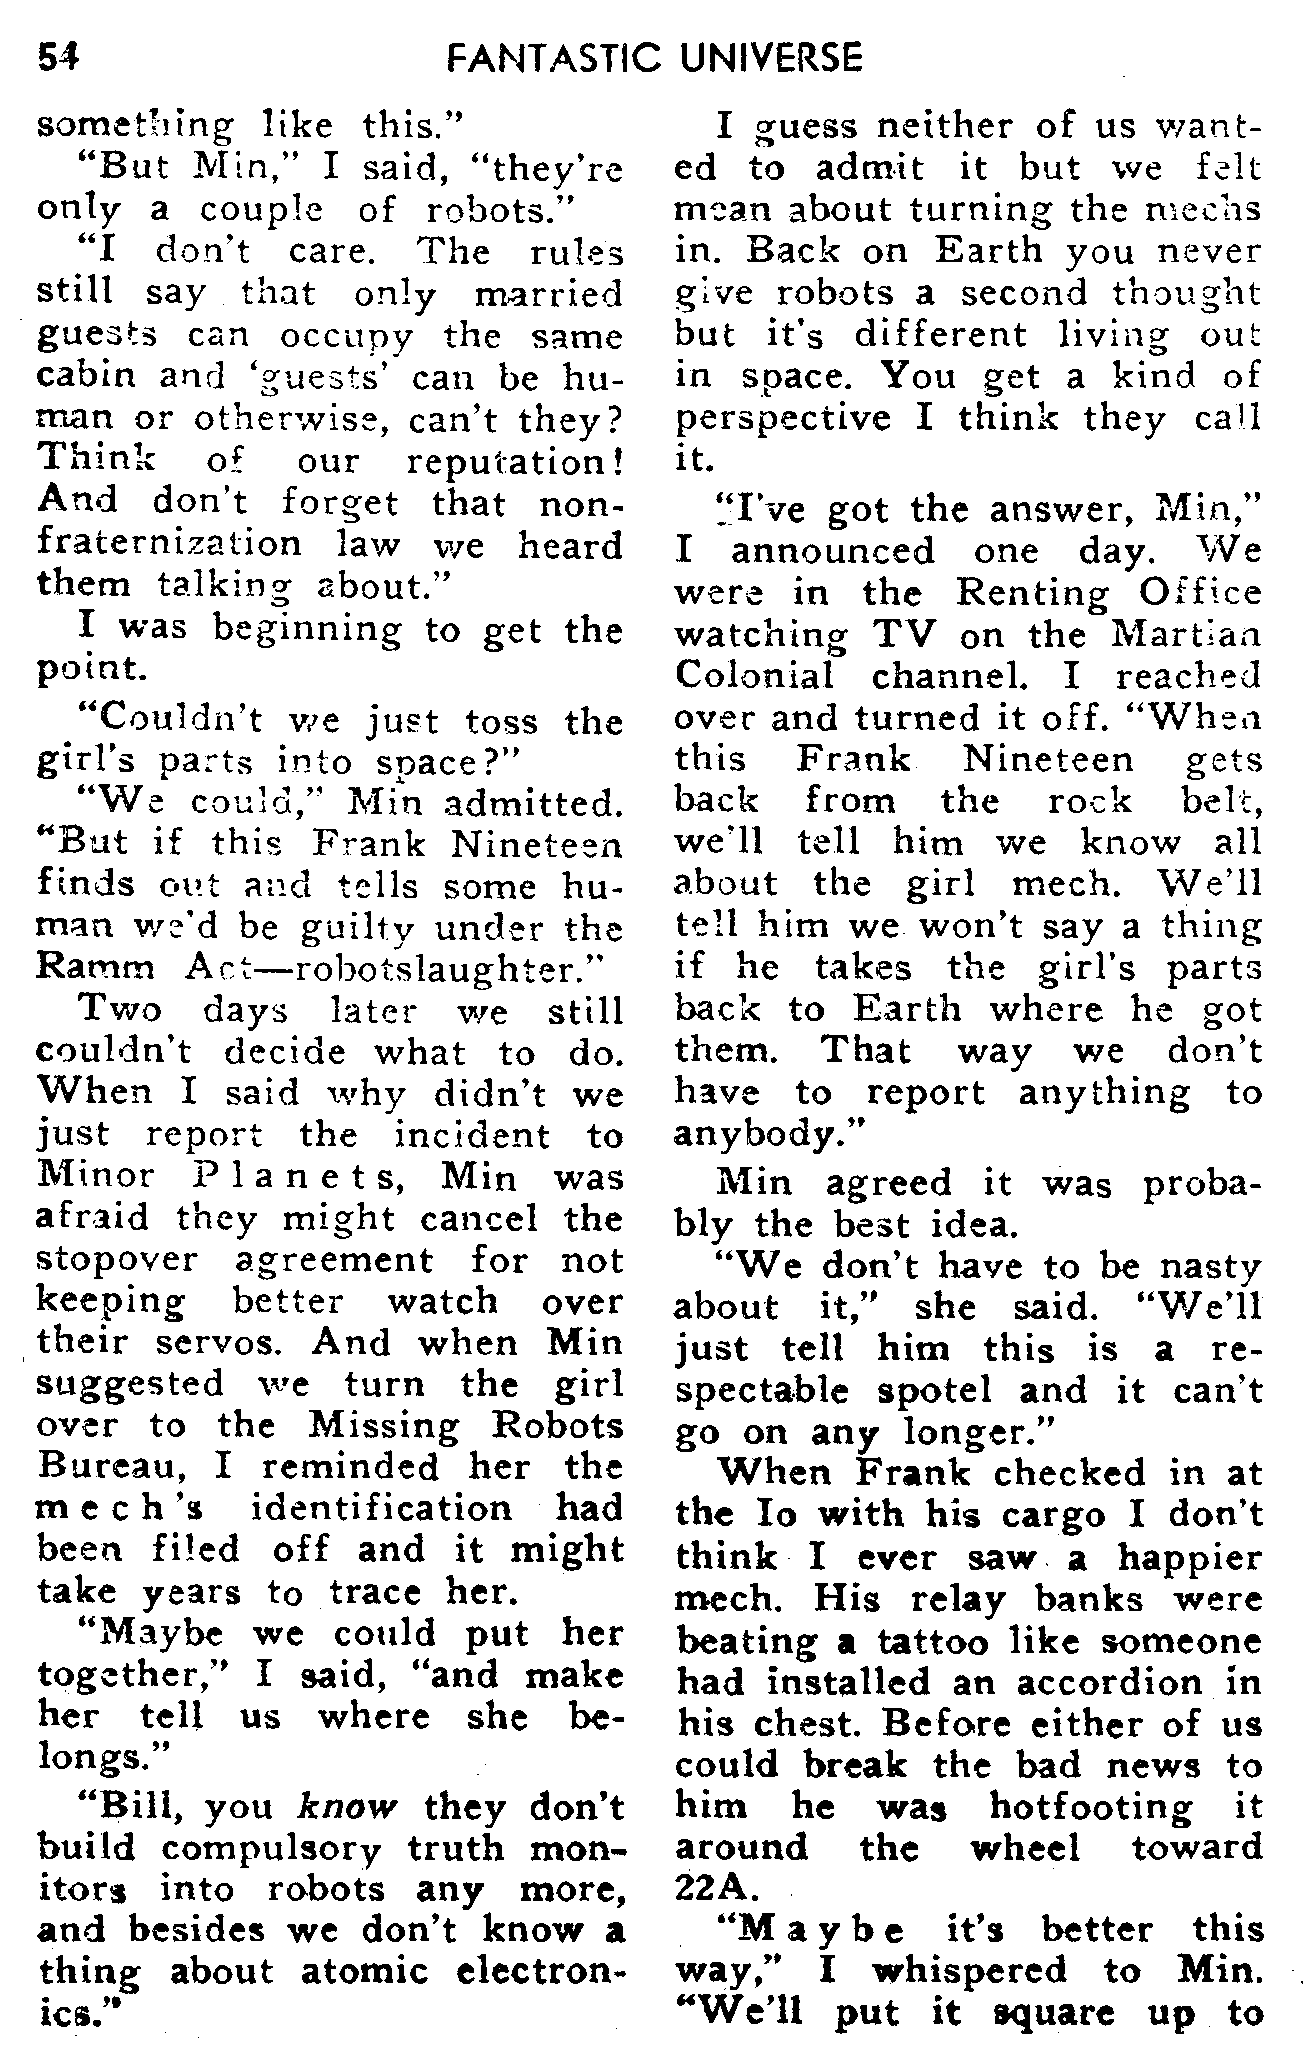 54 FANTASTIC UNIVERSE
something like this."
"But Min," I said, "they're
only a couple of robots."
"I don't care. The rules
still say that only married
guests can occupy the same
cabin and 'guests' can be hu-
man or otherwise, can't they?
Think of our reputation!
And don't forget that non-
fraternization law we heard
them talking about."
I was beginning to get the
point.
"Couldn't we just toss the
girl's parts into space?"
"We could," Min admitted.
"But if this Frank Nineteen
finds out and tells some hu-
man we'd be guilty under the
Ramm Act—robotslaughter."
Two days later we still
couldn't decide what to do.
When I said why didn't we
just report the incident to
Minor Planets, Min was
afraid they might cancel the
stopover agreement for not
keeping better watch over
their servos. And when Min
suggested we turn the girl
over to the Missing Robots
Bureau, I reminded her the
mech's identification had
been filed off and it might
take years to trace her.
"Maybe we could put her
together," I said, "and make
her tell us where she be-
longs."
"Bill, you know they don't
build compulsory truth mon-
itors into robots any more,
and besides we don't know a
thing about atomic electron-
ics."
I guess neither of us want-
ed to admit it but we felt
mean about turning the mechs
in. Back on Earth you never
give robots a second thought
but it's different living out
in space. You get a kind of
perspective I think they call
it.
"I've got the answer, Min,"
I announced one day. We
were in the Renting Office
watching TV on the Martian
Colonial channel. I reached
over and turned it off. "When
this Frank Nineteen gets
back from the rock belt,
we'll tell him we know all
about the girl mech. We'll
tell him we won't say a thing
if he takes the girl's parts
back to Earth where he got
them. That way we don't
have to report anything to
anybody."
Min agreed it was proba-
bly the best idea.
"We don't have to be nasty
about it," she said. "We'll
just tell him this is a re-
spectable spotel and it can't
go on any longer."
When Frank checked in at
the Io with his cargo I don't
think I ever saw a happier
mech. His relay banks were
beating a tattoo like someone
had installed an accordion in
his chest. Before either of us
could break the bad news to
him he was hotfooting it
around the wheel toward
22A.
"Maybe it's better this
way," I whispered to Min.
"We'll put it square up to